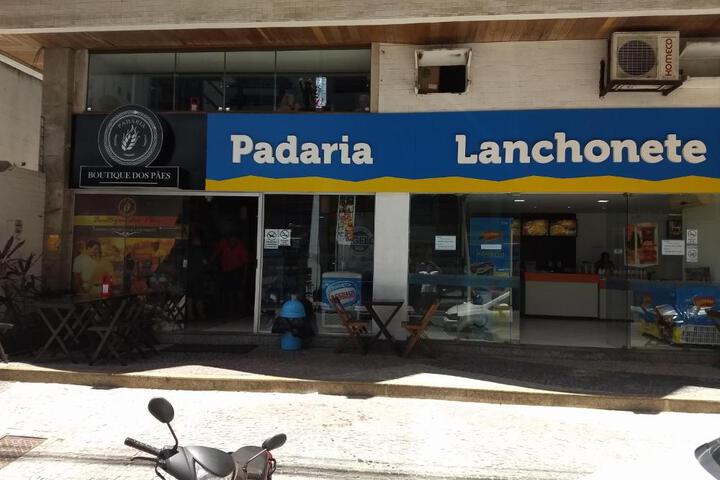 PADARIA
BOUTIQUE DOS PÃES
Padaria
Lanchonete
KOMECO